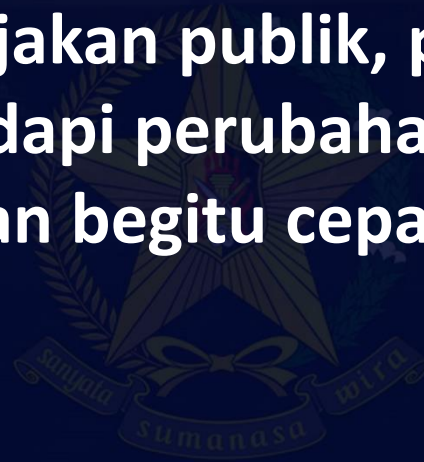 jakan publik, p
dapi perubaha
an begitu cepa
sanyata
sumanasa
wira